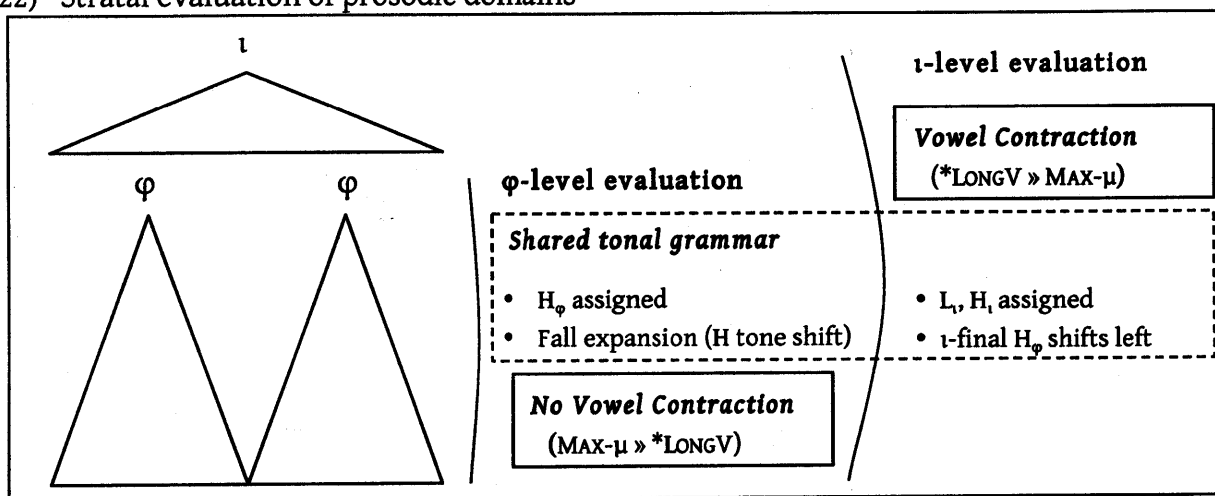 Stratal evaluation of prosodic domains
ι
φ φ
φ-level evaluation
Shared tonal grammar
• Hφ assigned
• Fall expansion (H tone shift)
No Vowel Contraction
(MAX-μ » *LONGV)
ι-level evaluation
Vowel Contraction
(*LONGV » MAX-μ)
• Lι, Hι assigned
• ι-final Hφ shifts left